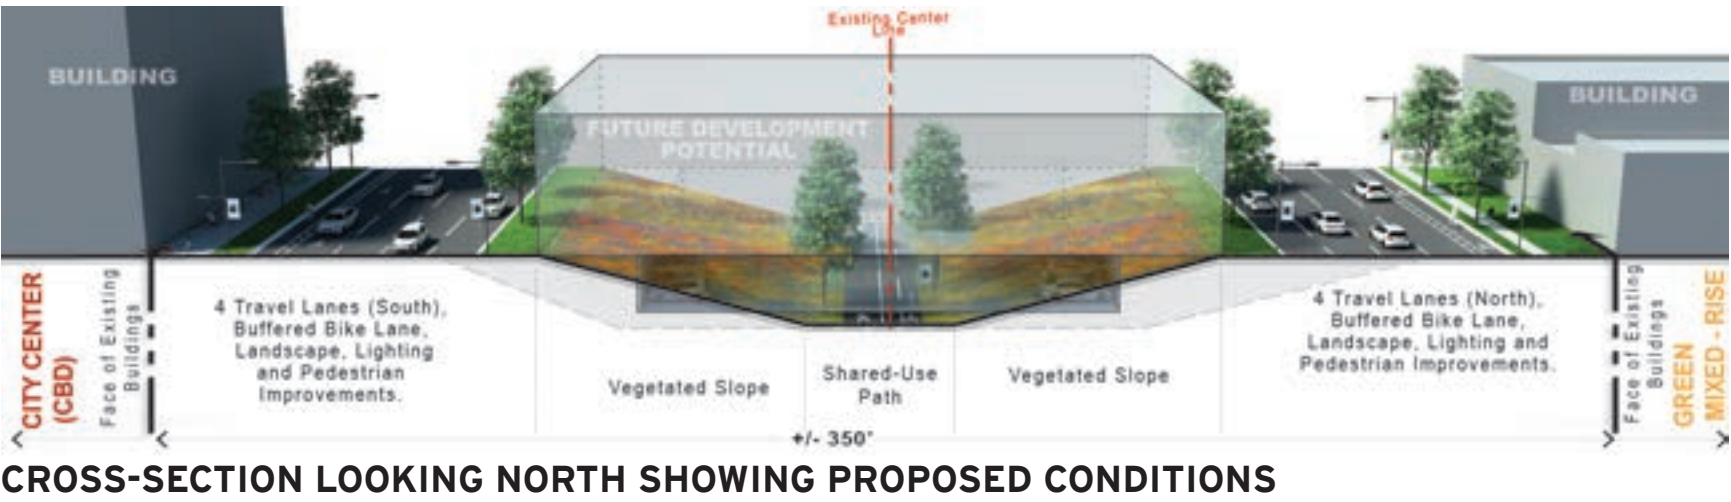 Existing Center
Line
BUILDING
BUILDING
FUTURE DEVELOPMENT
POTENTIAL
CITY CENTER
(CBD)
Face of Existing
Buildings
4 Travel Lanes (South),
Buffered Bike Lane,
Landscape, Lighting
and Pedestrian
Improvements.
Vegetated Slope
Shared-Use
Path
Vegetated Slope
4 Travel Lanes (North),
Buffered Bike Lane,
Landscape, Lighting and
Pedestrian Improvements.
Face of Existing
Buildings
GREEN
MIXED - RISE
+/- 350'
CROSS-SECTION LOOKING NORTH SHOWING PROPOSED CONDITIONS